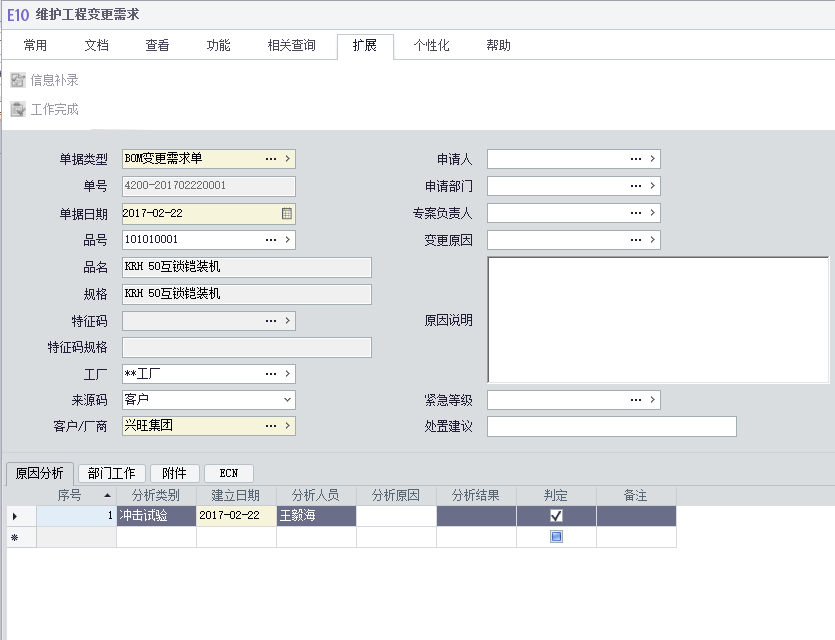 E10 维护工程变更需求
常用 文档 查看 功能 相关查询 扩展 个性化 帮助
信息补录
工作完成
单据类型 BOM变更需求单 申请人
单号 4200-201702220001 申请部门
单据日期 2017-02-22 专案负责人
品号 101010001 变更原因
品名 KRH 50互锁铠装机
规格 KRH 50互锁铠装机
特征码 原因说明
特征码规格
工厂 **工厂
来源码 客户 紧急等级
客户/厂商 兴旺集团 处置建议
原因分析 部门工作 附件 ECN
序号 分析类别 建立日期 分析人员 分析原因 分析结果 判定 备注
1 冲击试验 2017-02-22 王毅海